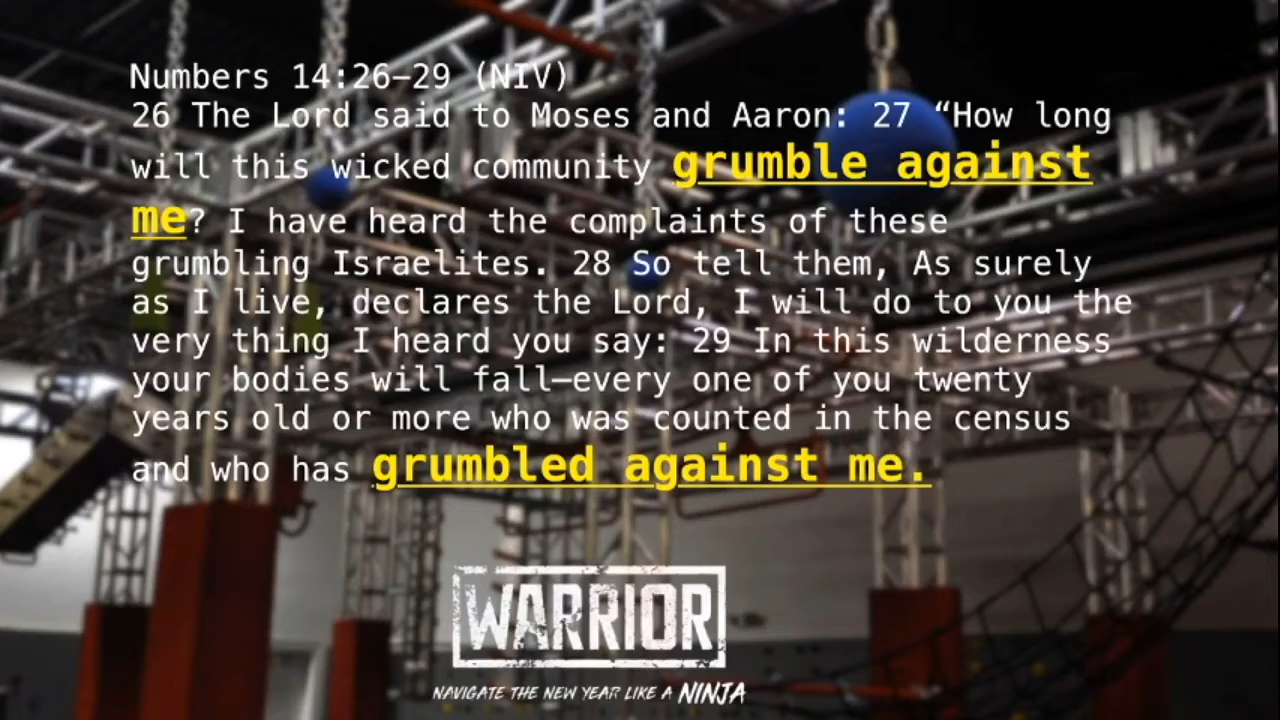 Numbers 14:26–29 (NIV)
26 The Lord said to Moses and Aaron: 27 “How long
will this wicked community grumble against
me? I have heard the complaints of these
grumbling Israelites. 28 So tell them, As surely
as I live, declares the Lord, I will do to you the
very thing I heard you say: 29 In this wilderness
your bodies will fall—every one of you twenty
years old or more who was counted in the census
and who has grumbled against me.
WARRIOR
NAVIGATE THE NEW YEAR LIKE A NINJA